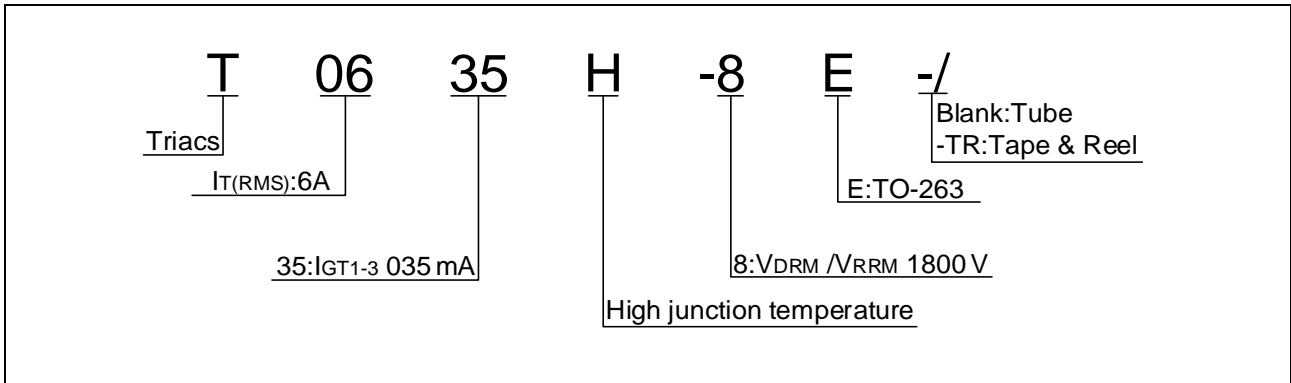 T 06 35 H -8 E -/
Triacs
IT(RMS):6A
35:IGT1-3 035 mA
High junction temperature
8:VDRM /VRRM 1800 V
E:TO-263
Blank:Tube
-TR:Tape & Reel